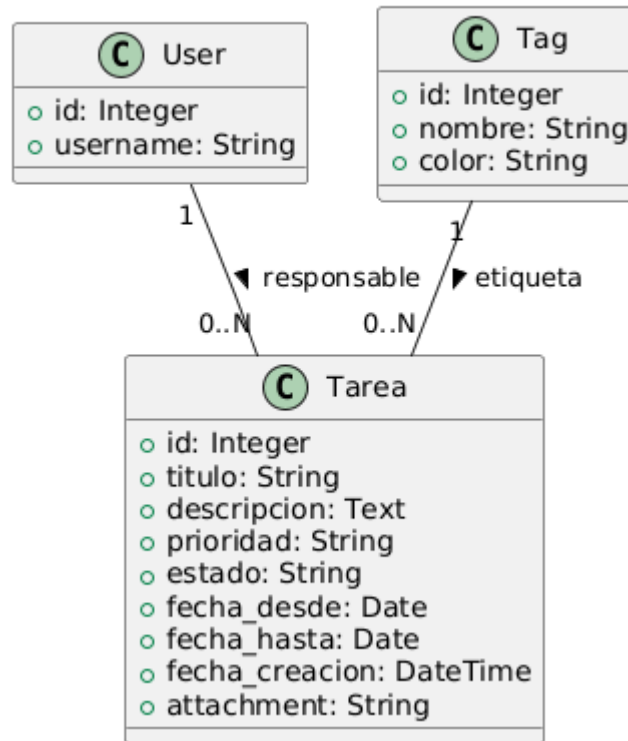 C User
+ id: Integer
+ username: String
C Tag
+ id: Integer
+ nombre: String
+ color: String
1
1
responsable
etiqueta
0..N
0..N
C Tarea
id: Integer
titulo: String
descripcion: Text
prioridad: String
estado: String
fecha_desde: Date
fecha_hasta: Date
fecha_creacion: DateTime
attachment: String